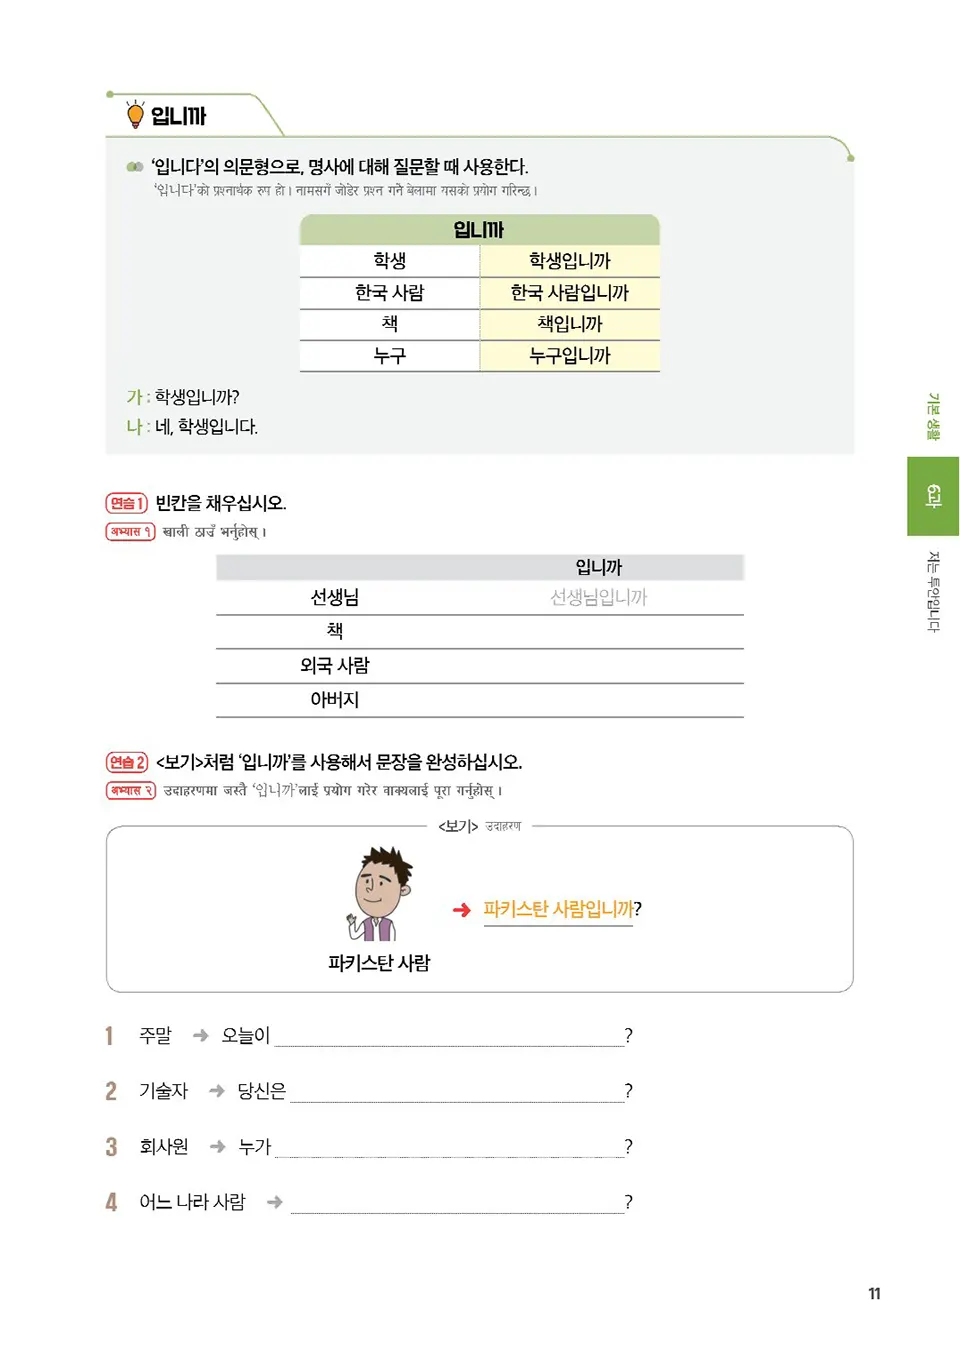 입니까
'입니다'의 의문형으로, 명사에 대해 질문할 때 사용한다.
'입니다'को प्रश्नार्थक रुप हो । नामसगँ जोडेर प्रश्न गर्ने बेलामा यसको प्रयोग गरिन्छ ।
입니까
학생 학생입니까
한국 사람 한국 사람입니까
책 책입니까
누구 누구입니까
가 : 학생입니까?
나 : 네, 학생입니다.
기본 생활
6과
저는 투안입니다
연습 1 빈칸을 채우십시오.
अभ्यास १ खाली ठाउँ भर्नुहोस् ।
입니까
선생님 선생님입니까
책
외국 사람
아버지
연습 2 <보기>처럼 '입니까'를 사용해서 문장을 완성하십시오.
अभ्यास २ उदाहरणमा जस्तै '입니까'लाई प्रयोग गरेर वाक्यलाई पूरा गर्नुहोस् ।
<보기> उदाहरण
➔ 파키스탄 사람입니까?
파키스탄 사람
1 주말 ➔ 오늘이 ?
2 기술자 ➔ 당신은 ?
3 회사원 ➔ 누가 ?
4 어느 나라 사람 ➔ ?
11